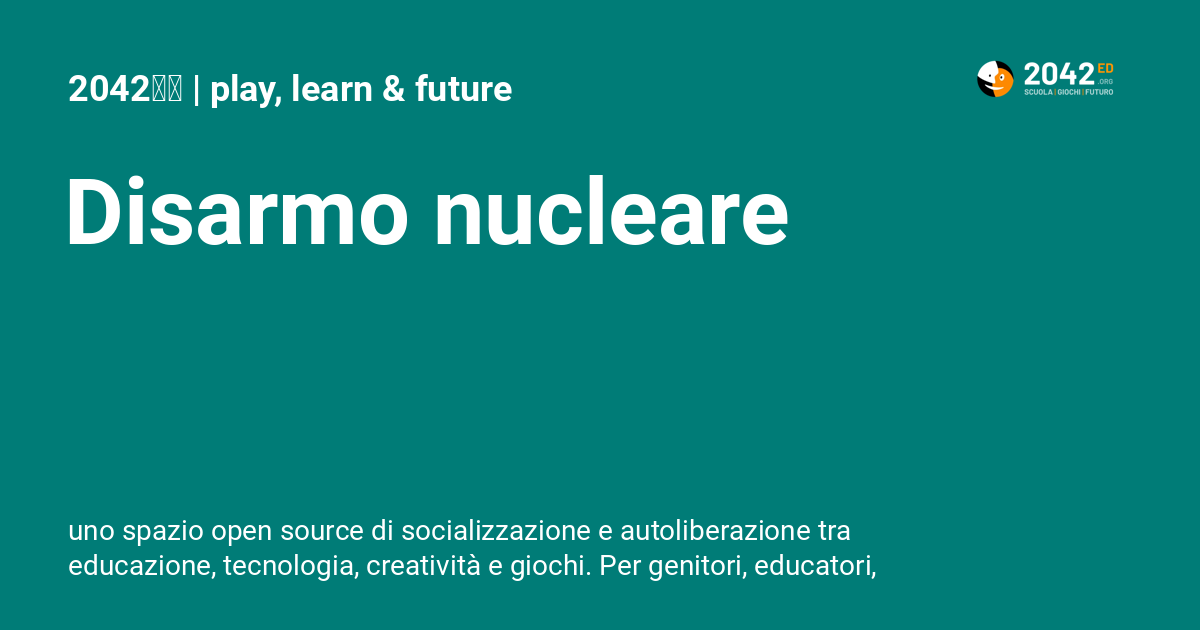 2042 | play, learn & future
2042 ED
.ORG
SCUOLA | GIOCHI | FUTURO
Disarmo nucleare
uno spazio open source di socializzazione e autoliberazione tra
educazione, tecnologia, creatività e giochi. Per genitori, educatori,